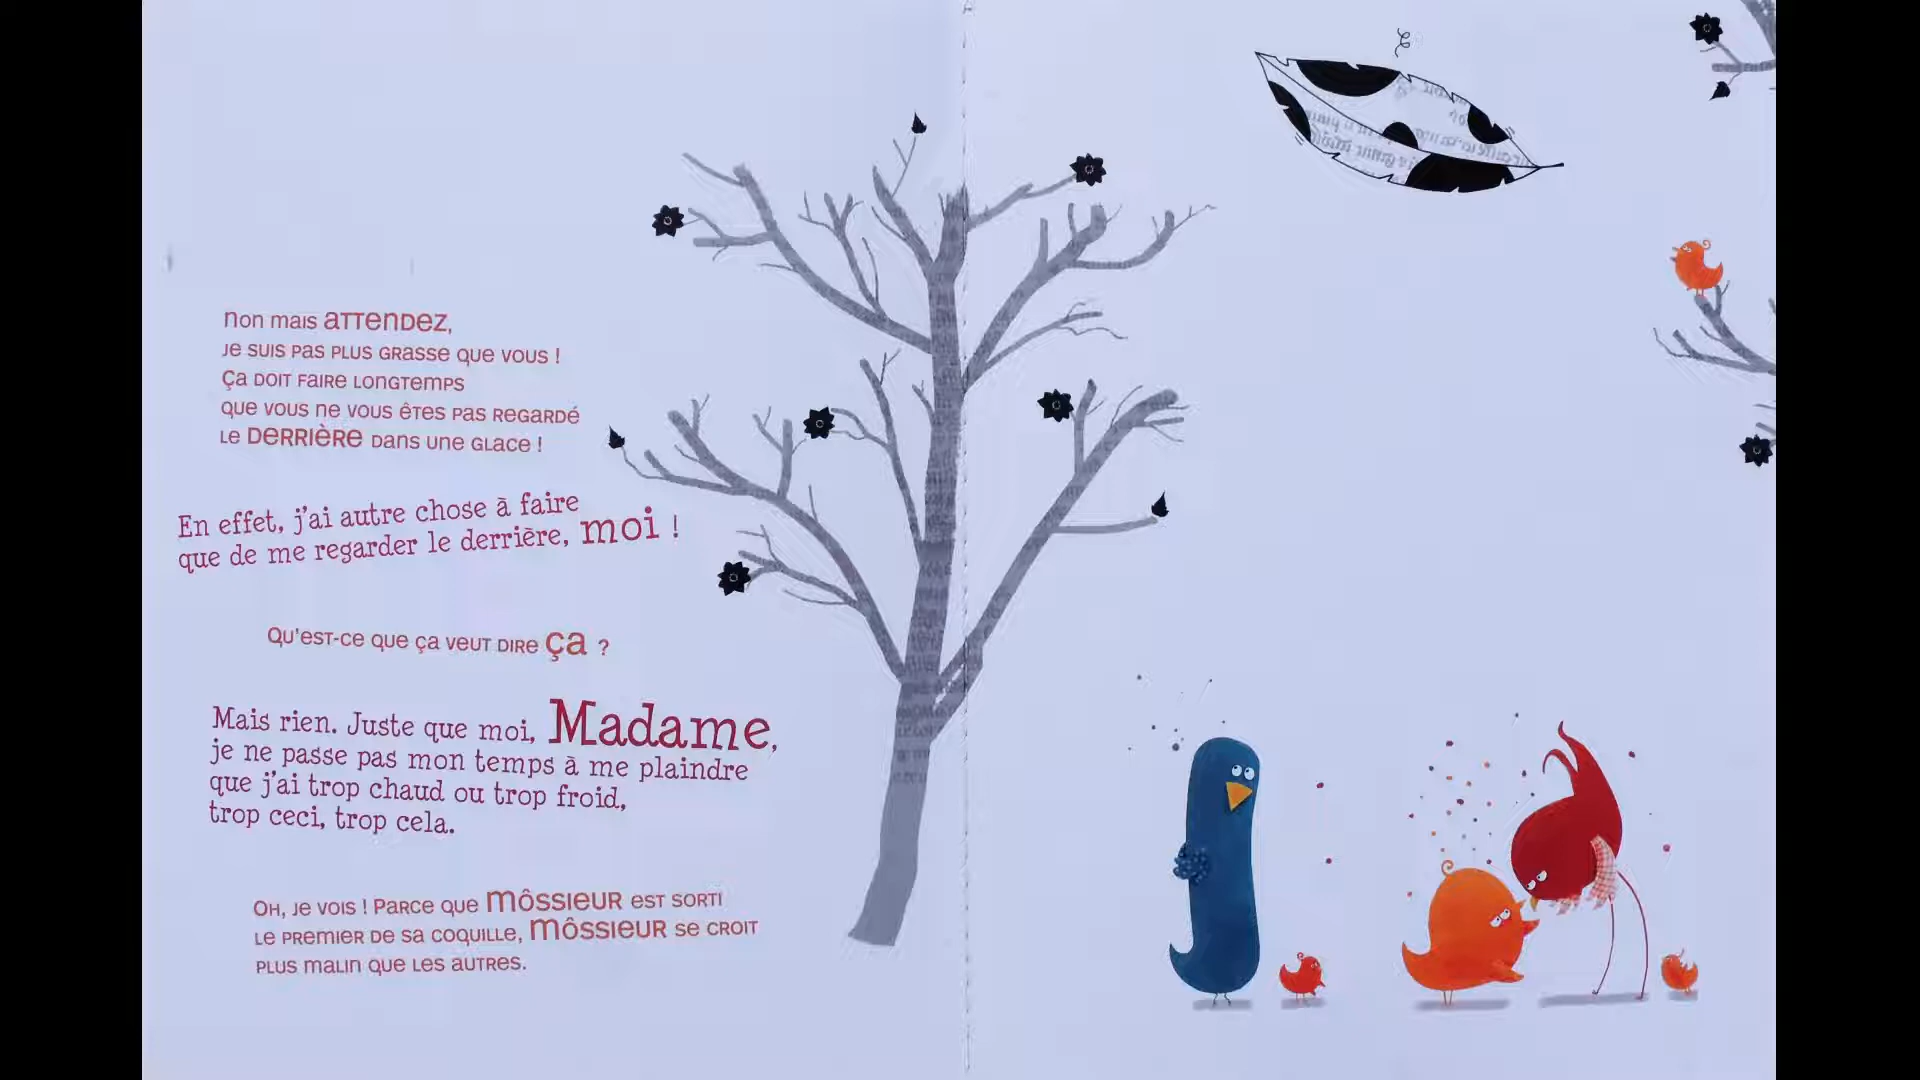 non mais attendez,
je suis pas plus grasse que vous !
Ça doit faire longtemps
que vous ne vous êtes pas regardé
le derrière dans une glace !
En effet, j'ai autre chose à faire
que de me regarder le derrière, moi !
Qu'est-ce que ça veut dire ça ?
Mais rien. Juste que moi, Madame,
je ne passe pas mon temps à me plaindre
que j'ai trop chaud ou trop froid,
trop ceci, trop cela.
Oh, je vois ! Parce que môssieur est sorti
le premier de sa coquille, môssieur se croit
plus malin que les autres.